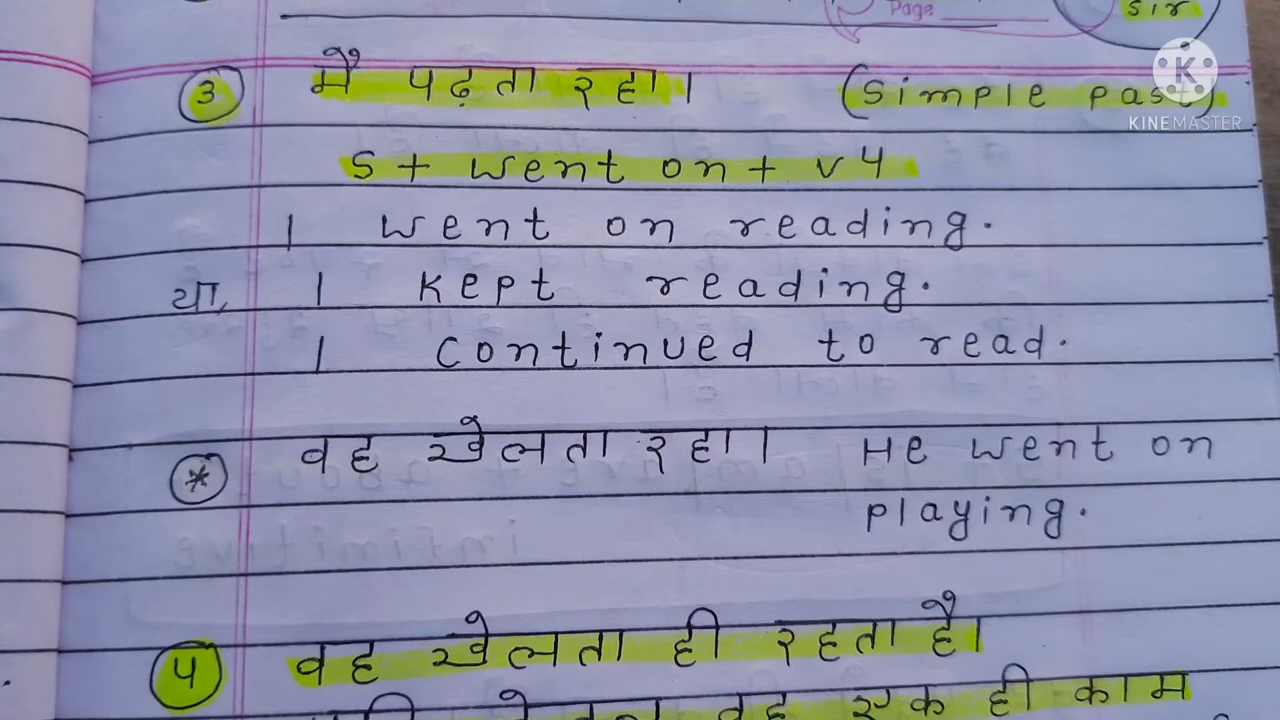 Page
Sir
3 मै पढ़ता रहा। (Simple past)
KINEMASTER
S + went on + v4
I went on reading.
या, I kept reading.
I continued to read.
* वह खेलता रहा। He went on
playing.
4 वह खेलता ही रहता है।
वह एक ही काम